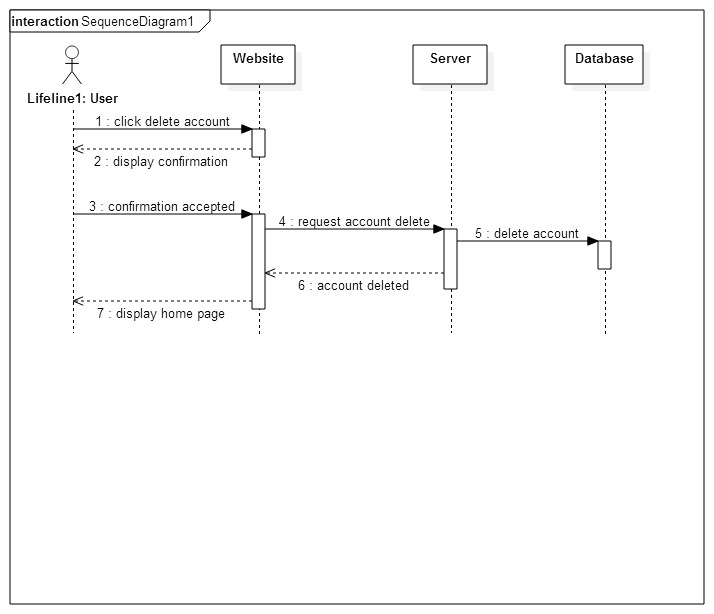 interaction SequenceDiagram1
Website
Server
Database
Lifeline1: User
1 : click delete account
2 : display confirmation
3 : confirmation accepted
4 : request account delete
5 : delete account
6 : account deleted
7 : display home page